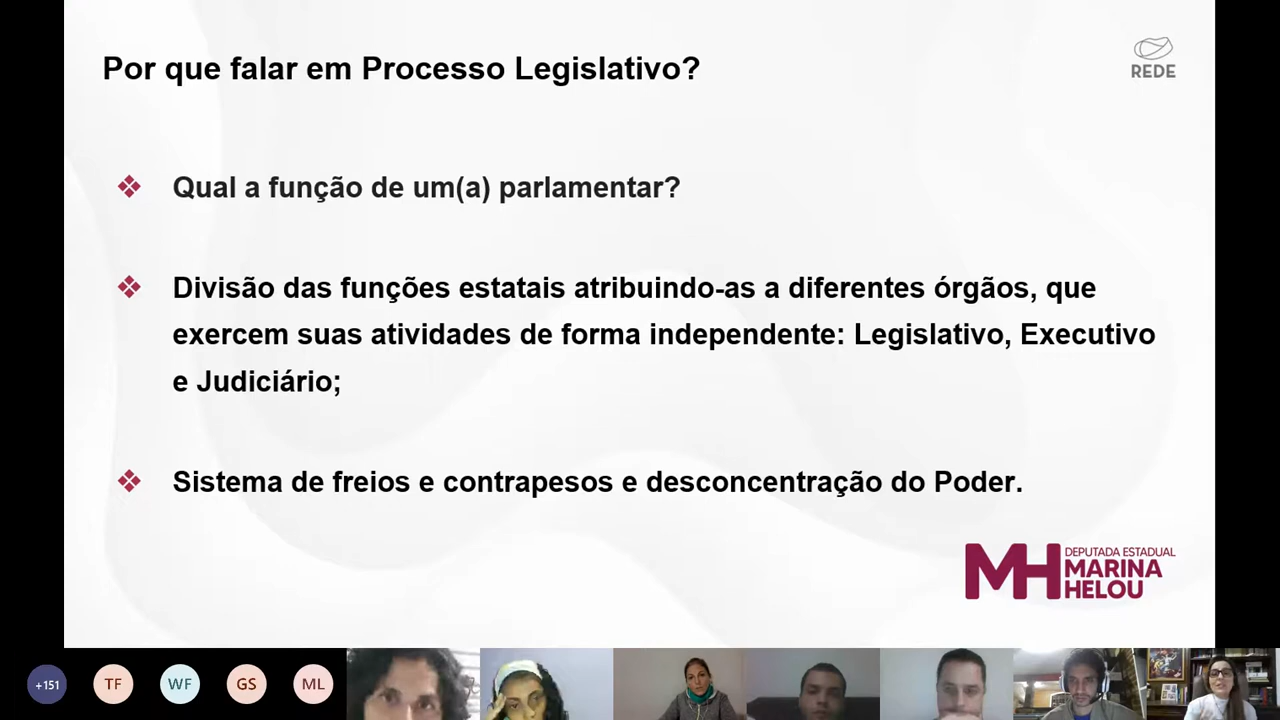 Por que falar em Processo Legislativo?
REDE
Qual a função de um(a) parlamentar?
Divisão das funções estatais atribuindo-as a diferentes órgãos, que
exercem suas atividades de forma independente: Legislativo, Executivo
e Judiciário;
Sistema de freios e contrapesos e desconcentração do Poder.
MH
DEPUTADA ESTADUAL
MARINA
HELOU
+151
TF
WF
GS
ML